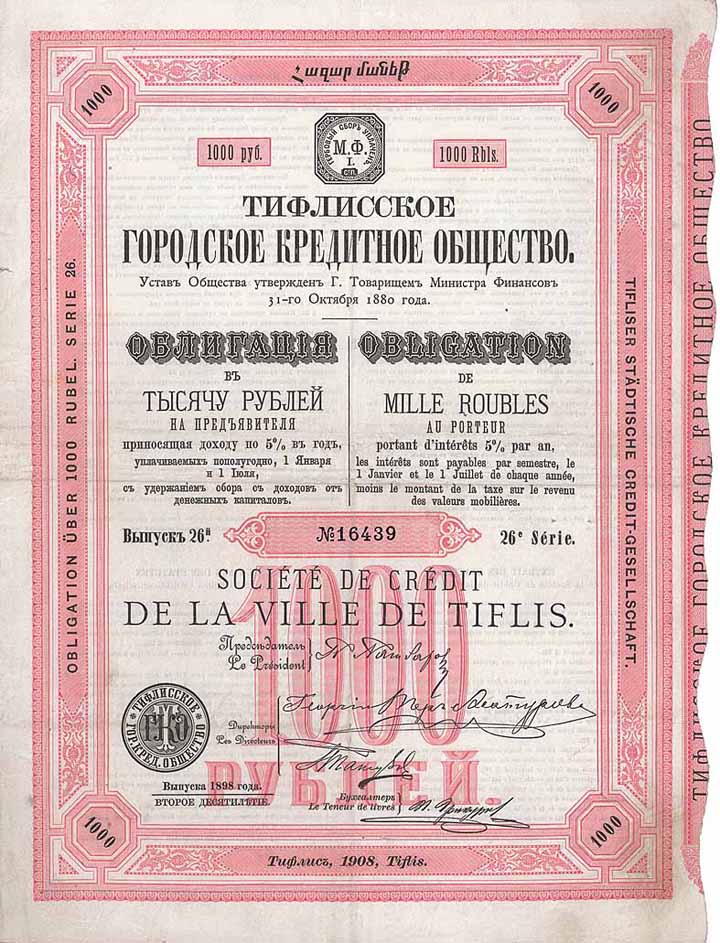 Հազար մանեթ
1000
1000
ГЕРБОВЫЙ СБОРЪ УПЛАЧЕНЪ
М.Ф.
I.
С.П.
1000 руб.
1000 Rbls.
ТИФЛИССКОЕ
ГОРОДСКОЕ КРЕДИТНОЕ ОБЩЕСТВО.
Уставъ Общества утвержденъ Г. Товарищемъ Министра Финансовъ
31-го Октября 1880 года.
ОБЛИГАЦІЯ
въ
ТЫСЯЧУ РУБЛЕЙ
НА ПРЕДЪЯВИТЕЛЯ
приносящая доходу по 5% въ годъ,
уплачиваемыхъ пополугодно, 1 Января
и 1 Іюля,
съ удержаніемъ сбора съ доходовъ отъ
денежныхъ капиталовъ.
OBLIGATION
DE
MILLE ROUBLES
AU PORTEUR
portant d'intérêts 5% par an,
les intérêts sont payables par semestre, le
1 Janvier et le 1 Juillet de chaque année,
moins le montant de la taxe sur le revenu
des valeurs mobilières.
Выпускъ 26й
№16439
26e Série.
SOCIÉTÉ DE CRÉDIT
DE LA VILLE DE TIFLIS.
1000
РУБЛЕЙ.
Предсѣдатель
Le Président
Директоры
Les Directeurs
ТИФЛИССКОЕ
ГКО
ГОР. КРЕД. ОБЩЕСТВО
Выпуска 1898 года.
ВТОРОЕ ДЕСЯТИЛѢТІЕ.
Бухгалтеръ
Le Teneur de livres
1000
1000
Тифлисъ, 1908, Tiflis.
OBLIGATION ÜBER 1000 RUBEL. SERIE 26.
TIFLISER STÄDTISCHE CREDIT-GESELLSCHAFT.
ТИФЛИССКОЕ ГОРОДСКОЕ КРЕДИТНОЕ ОБЩЕСТВО